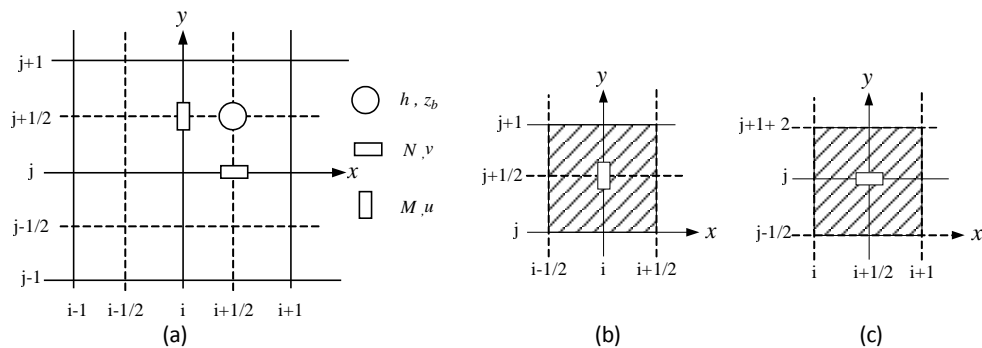 y
j+1
j+1/2
j
j-1/2
j-1
x
i-1
i-1/2
i
i+1/2
i+1
h , z_b
N ,v
M ,u
(a)
y
j+1
j+1/2
j
x
i-1/2
i
i+1/2
(b)
y
j+1+ 2
j
j-1/2
x
i
i+1/2
i+1
(c)